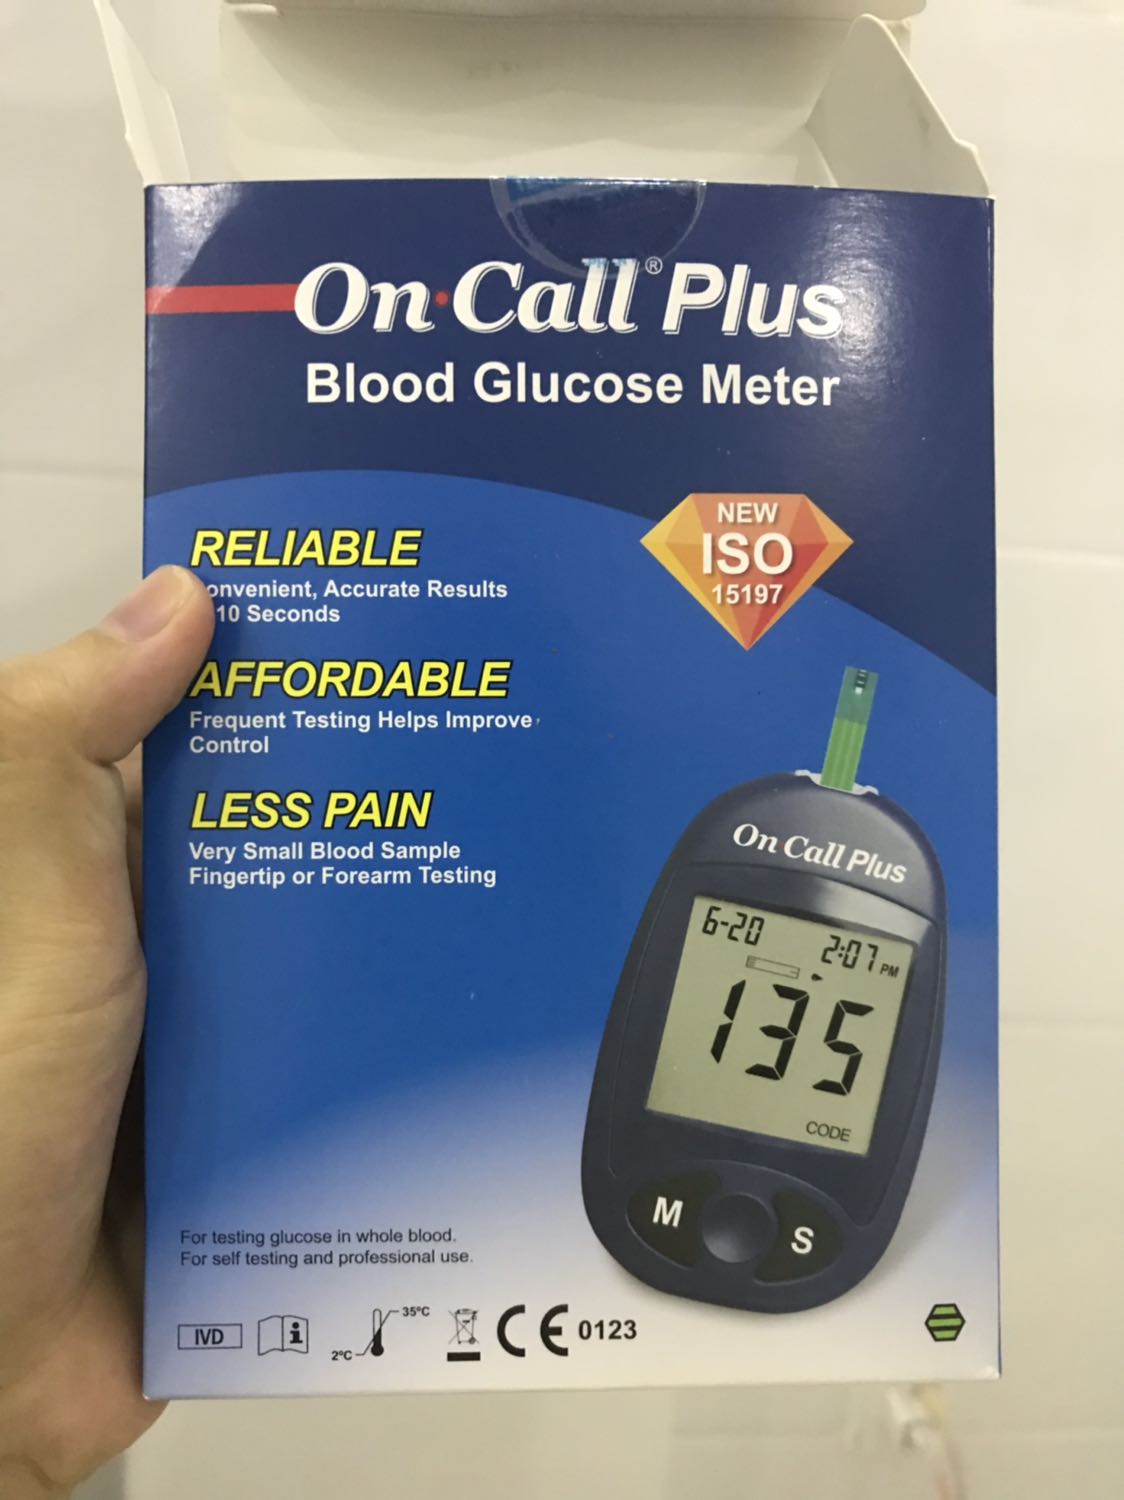 On·Call® Plus
Blood Glucose Meter
NEW
ISO
15197
RELIABLE
onvenient, Accurate Results
10 Seconds
AFFORDABLE
Frequent Testing Helps Improve
Control
LESS PAIN
Very Small Blood Sample
Fingertip or Forearm Testing
On Call Plus
6-20
2:07 PM
135
CODE
M
S
For testing glucose in whole blood.
For self testing and professional use.
IVD
i
2°C
35°C
CE 0123